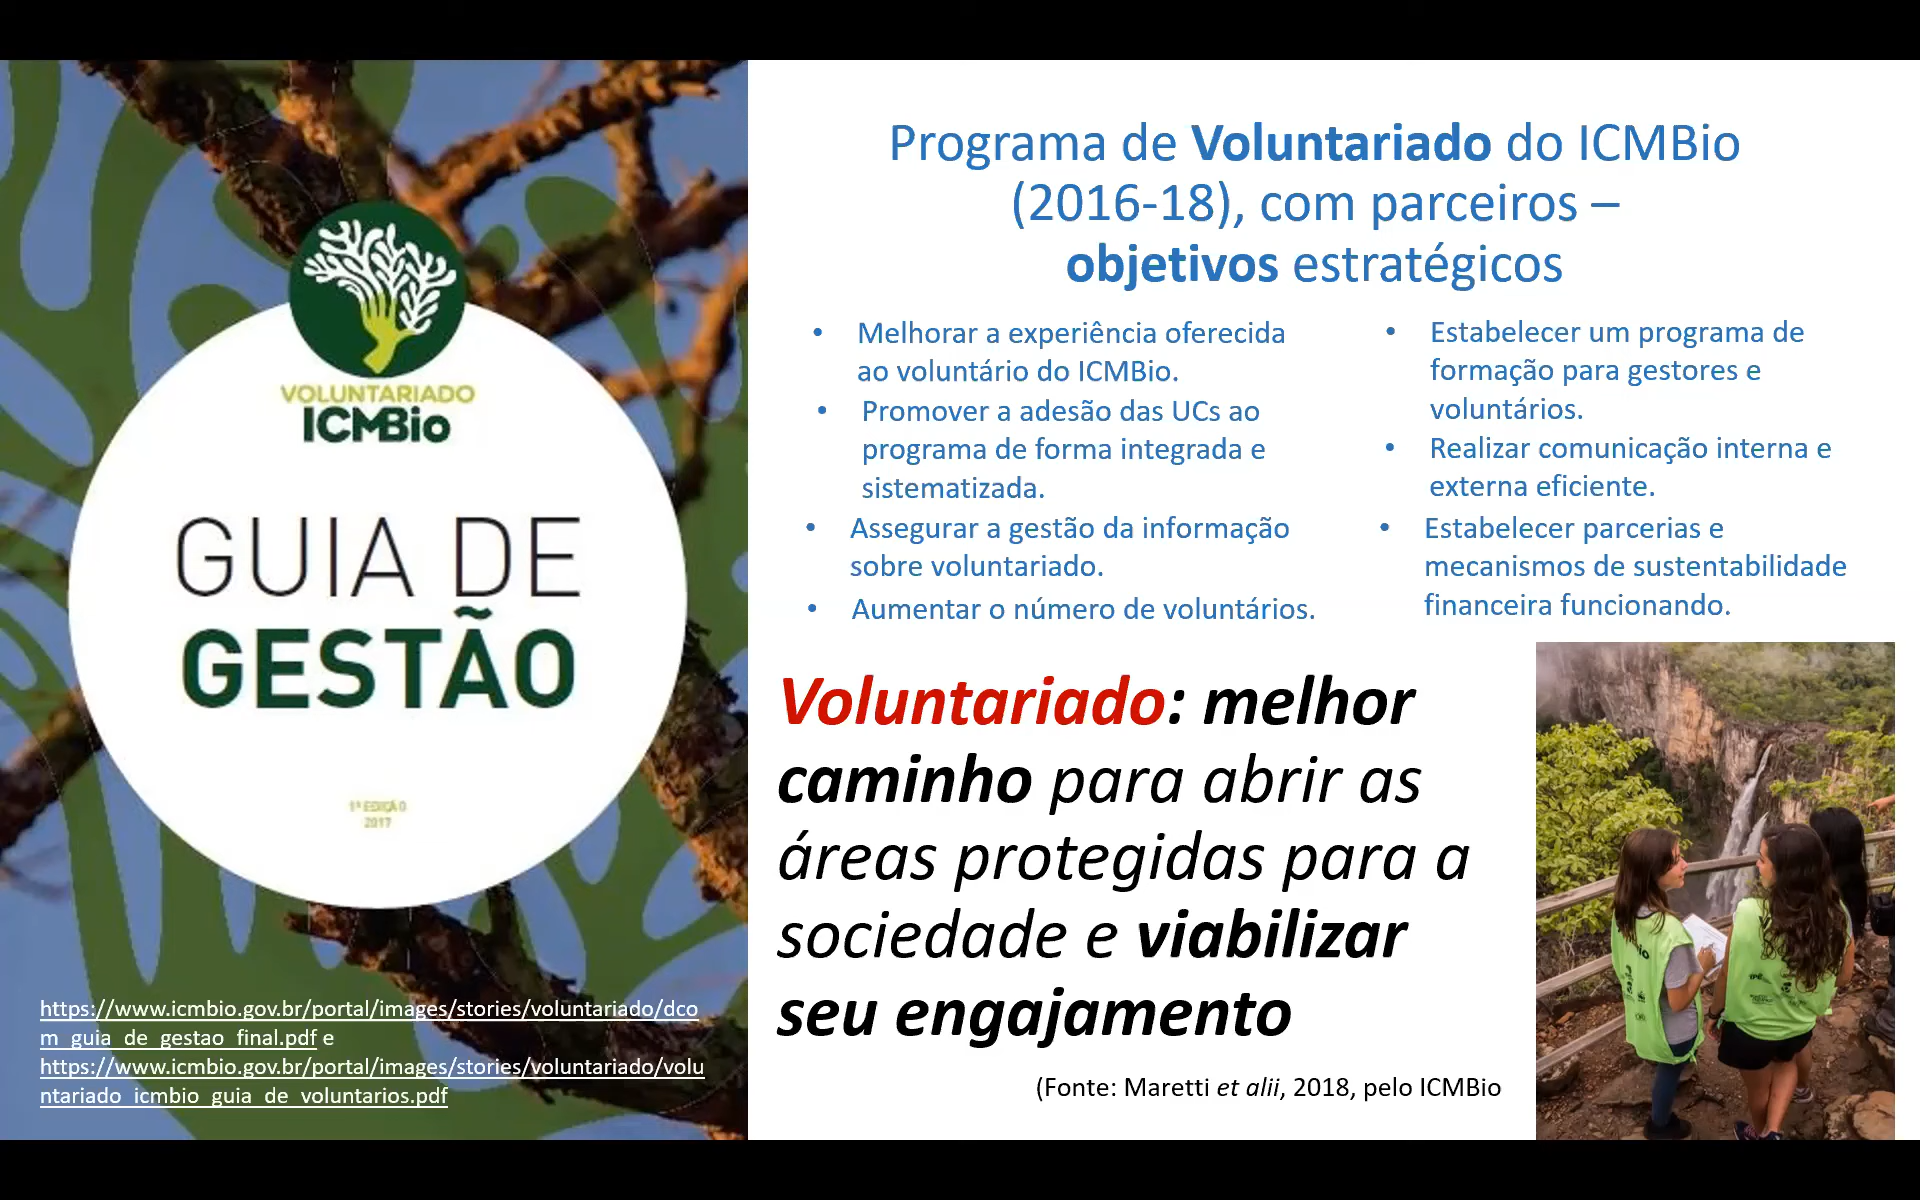 VOLUNTARIADO
ICMBio
GUIA DE
GESTÃO
1ª EDIÇÃO
2017
https://www.icmbio.gov.br/portal/images/stories/voluntariado/dco
m_guia_de_gestao_final.pdf e
https://www.icmbio.gov.br/portal/images/stories/voluntariado/volu
ntariado_icmbio_guia_de_voluntarios.pdf
Programa de Voluntariado do ICMBio
(2016-18), com parceiros –
objetivos estratégicos
• Melhorar a experiência oferecida
ao voluntário do ICMBio.
• Promover a adesão das UCs ao
programa de forma integrada e
sistematizada.
• Assegurar a gestão da informação
sobre voluntariado.
• Aumentar o número de voluntários.
• Estabelecer um programa de
formação para gestores e
voluntários.
• Realizar comunicação interna e
externa eficiente.
• Estabelecer parcerias e
mecanismos de sustentabilidade
financeira funcionando.
Voluntariado: melhor
caminho para abrir as
áreas protegidas para a
sociedade e viabilizar
seu engajamento
(Fonte: Maretti et alii, 2018, pelo ICMBio